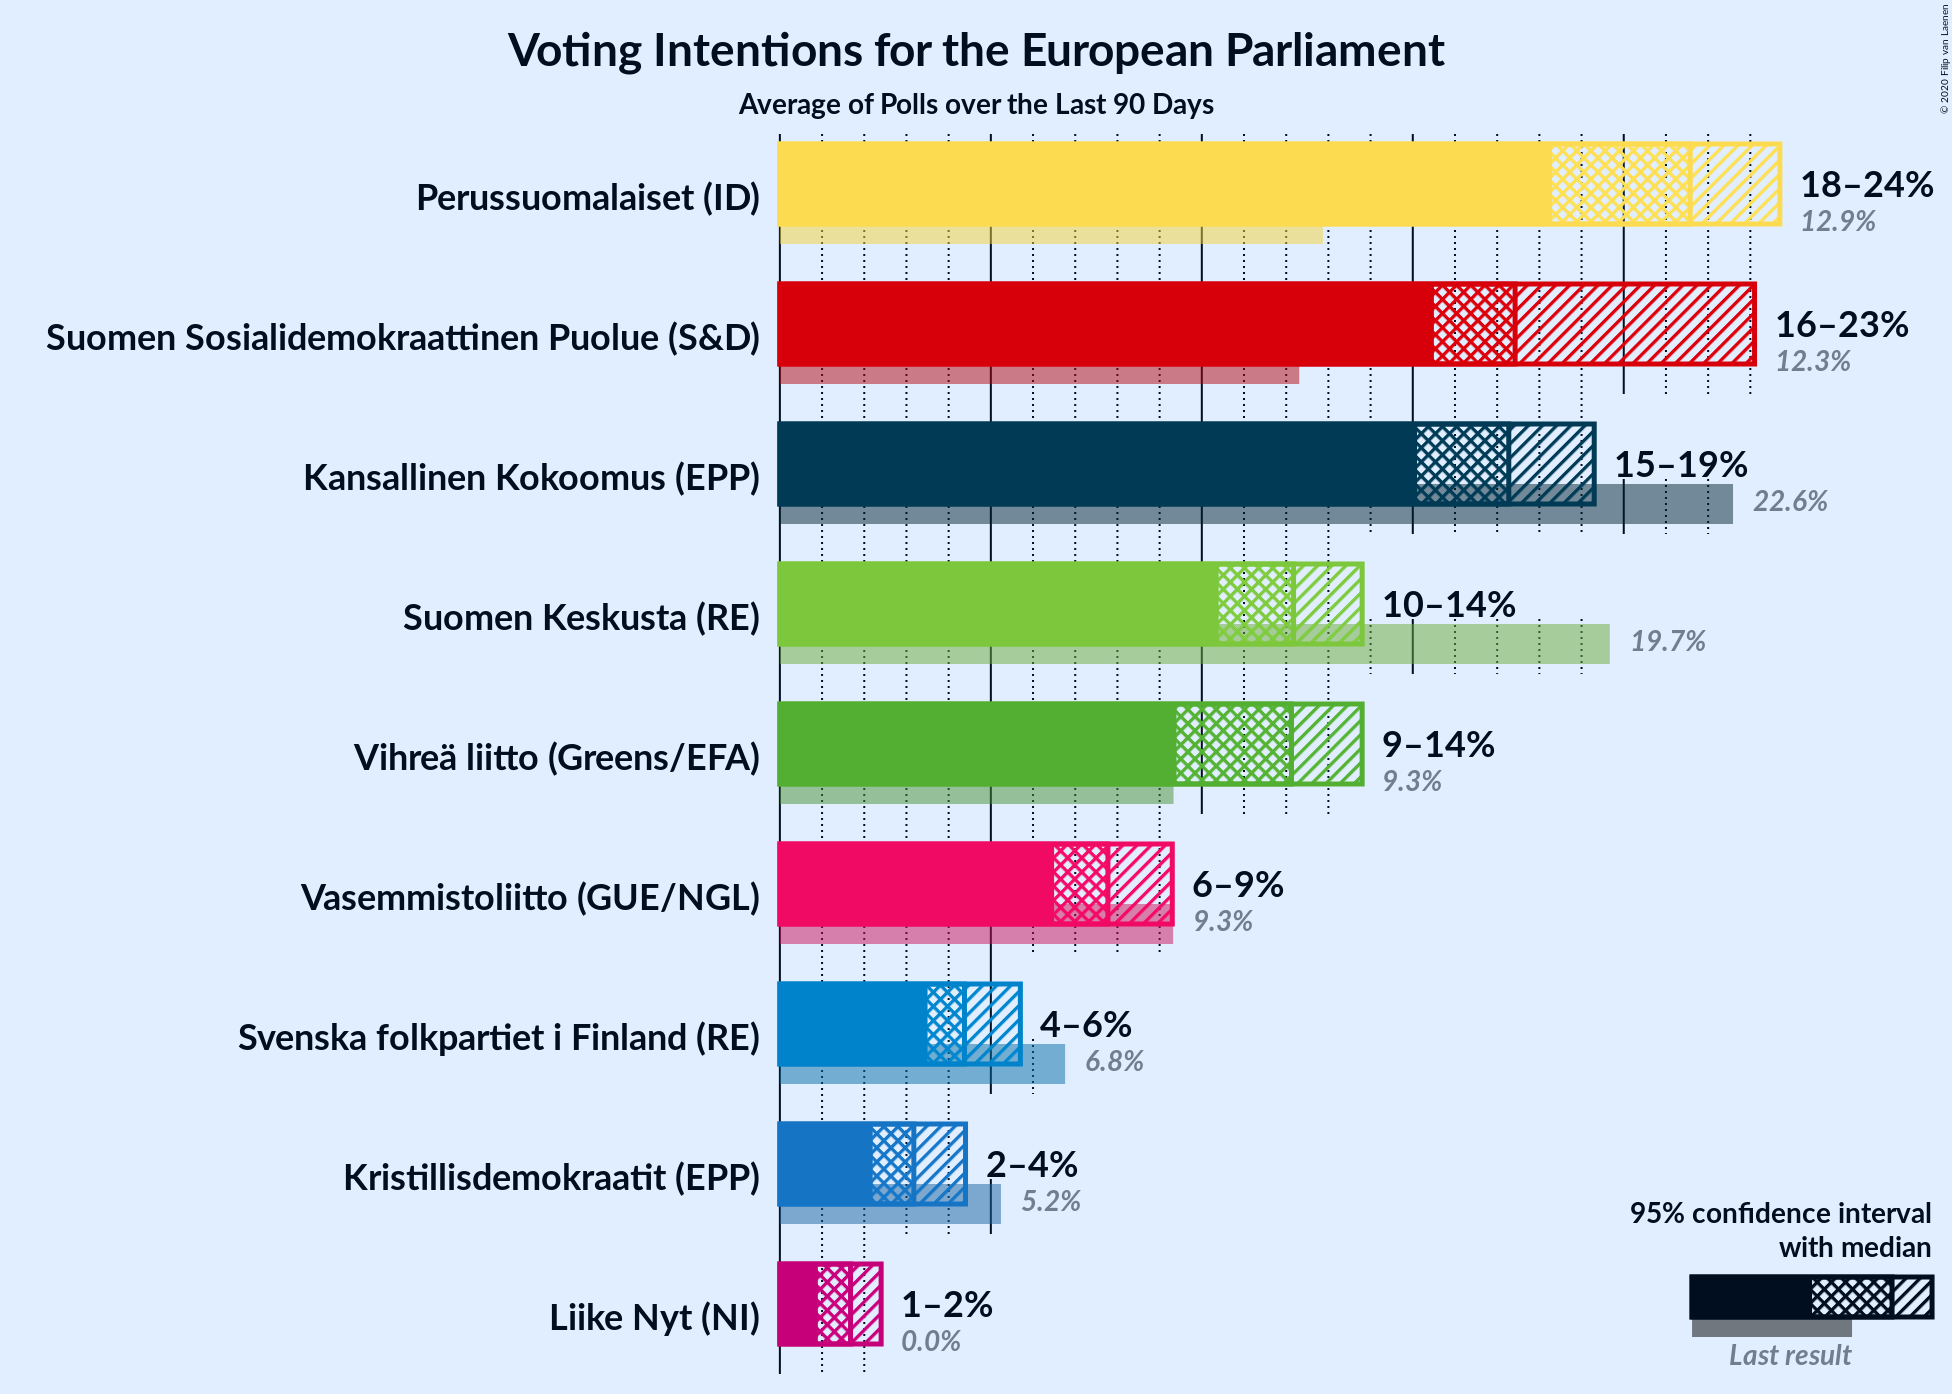 Voting Intentions for the European Parliament
Average of Polls over the Last 90 Days
© 2020 Filip van Laenen
Perussuomalaiset (ID)
18–24%
12.9%
Suomen Sosialidemokraattinen Puolue (S&D)
16–23%
12.3%
Kansallinen Kokoomus (EPP)
15–19%
22.6%
Suomen Keskusta (RE)
10–14%
19.7%
Vihreä liitto (Greens/EFA)
9–14%
9.3%
Vasemmistoliitto (GUE/NGL)
6–9%
9.3%
Svenska folkpartiet i Finland (RE)
4–6%
6.8%
Kristillisdemokraatit (EPP)
2–4%
5.2%
Liike Nyt (NI)
1–2%
0.0%
95% confidence interval
with median
Last result